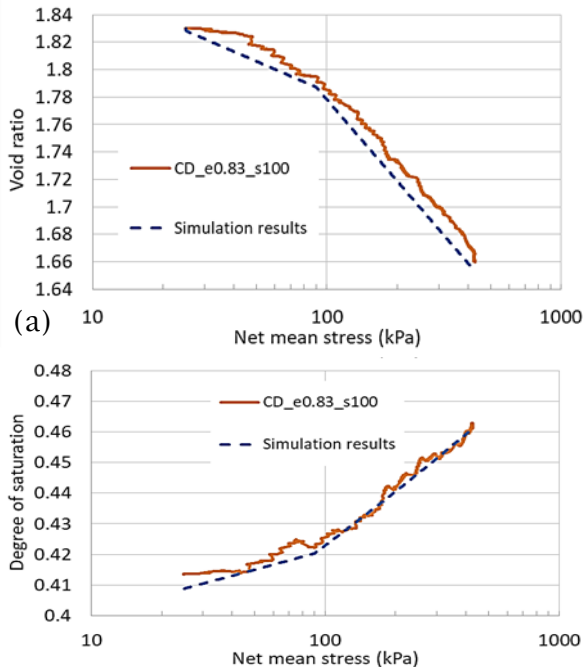 1.84
1.82
1.8
1.78
1.76
1.74
1.72
1.7
1.68
1.66
1.64
Void ratio
CD_e0.83_s100
Simulation results
10
100
1000
(a)
Net mean stress (kPa)
0.48
0.47
0.46
0.45
0.44
0.43
0.42
0.41
0.4
Degree of saturation
CD_e0.83_s100
Simulation results
10
100
1000
Net mean stress (kPa)